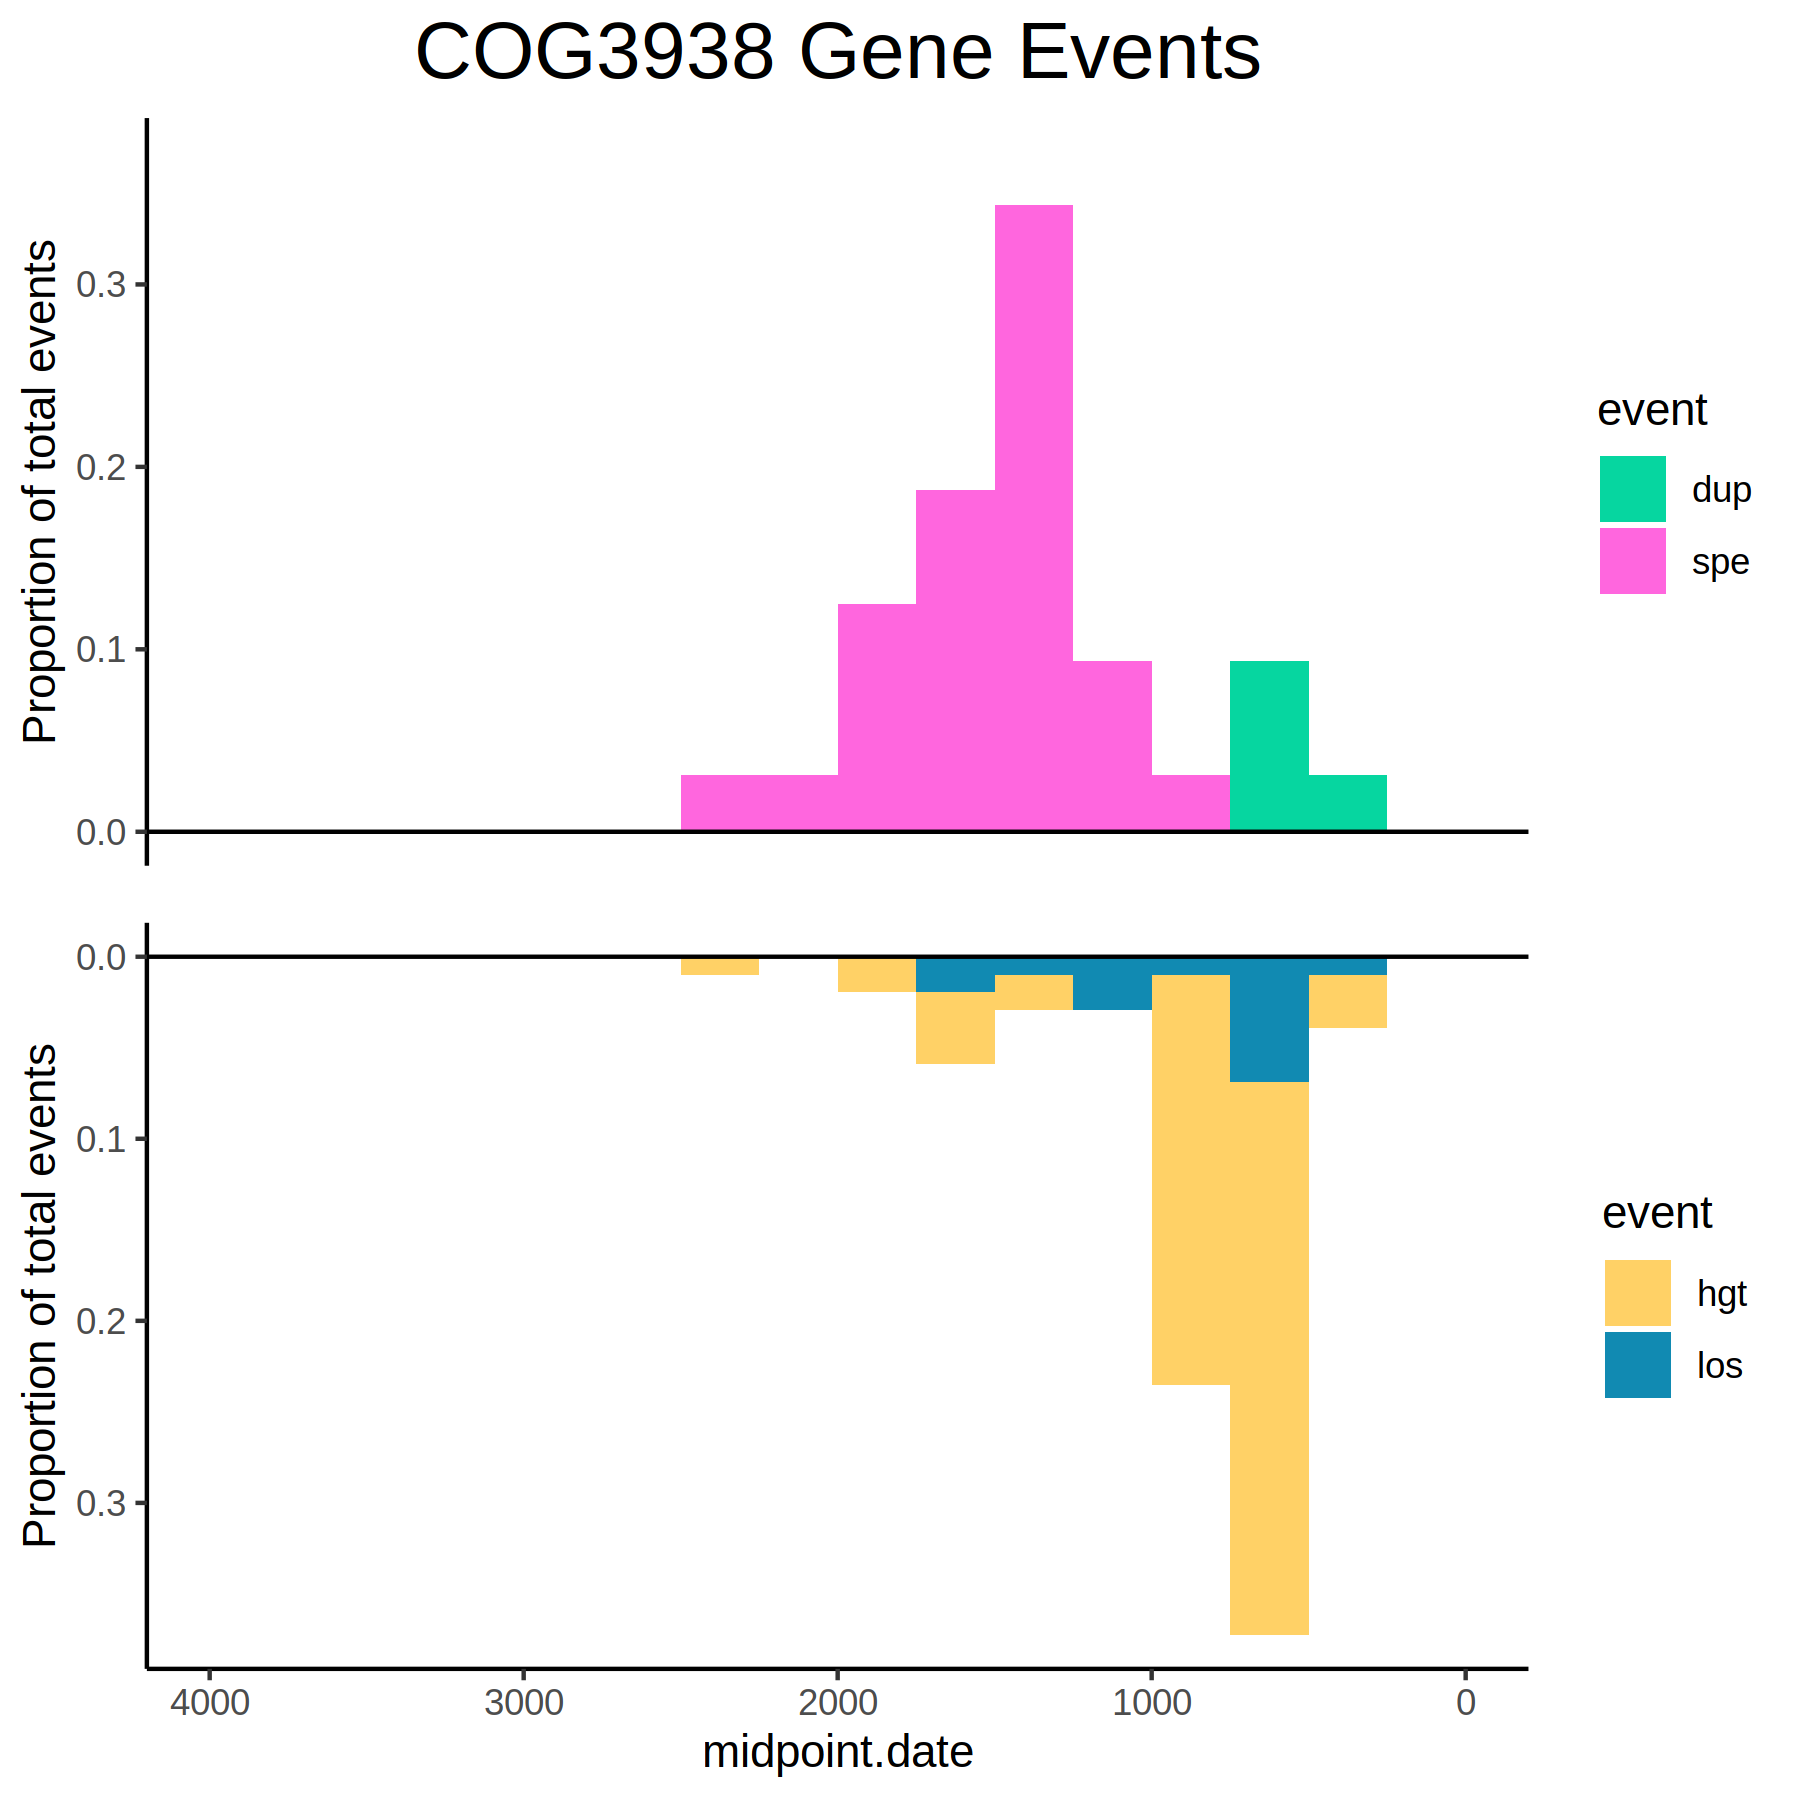 COG3938 Gene Events
Proportion of total events
0.3
0.2
0.1
0.0
event
dup
spe
Proportion of total events
0.0
0.1
0.2
0.3
event
hgt
los
4000 3000 2000 1000 0
midpoint.date